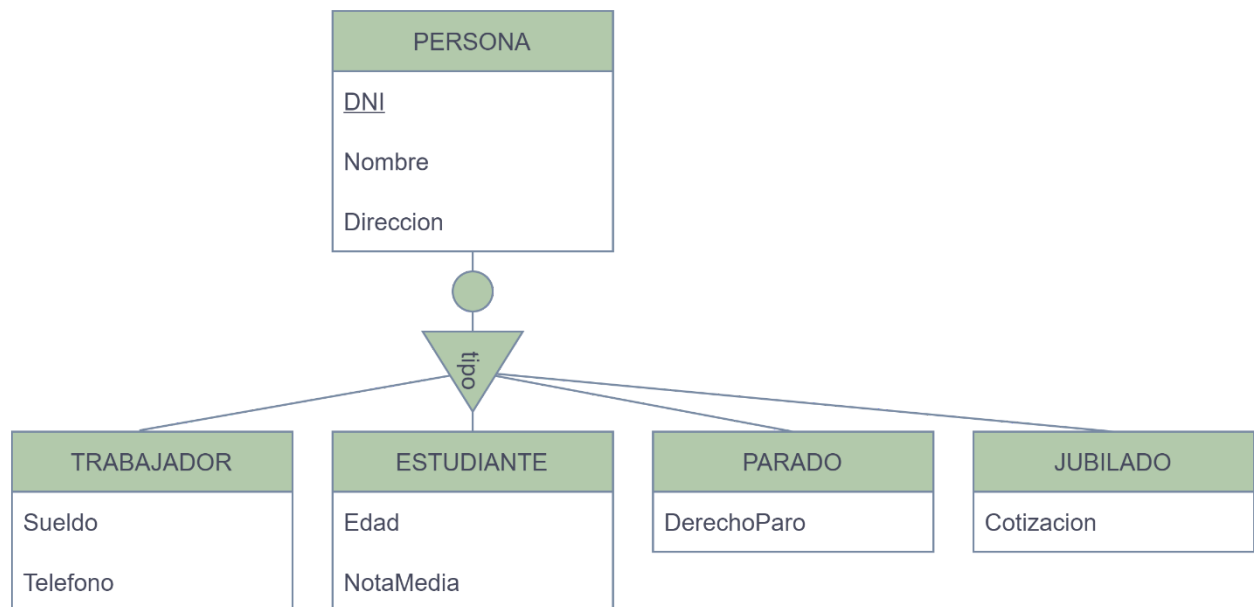 PERSONA
DNI
Nombre
Direccion
tipo
TRABAJADOR
Sueldo
Telefono
ESTUDIANTE
Edad
NotaMedia
PARADO
DerechoParo
JUBILADO
Cotizacion